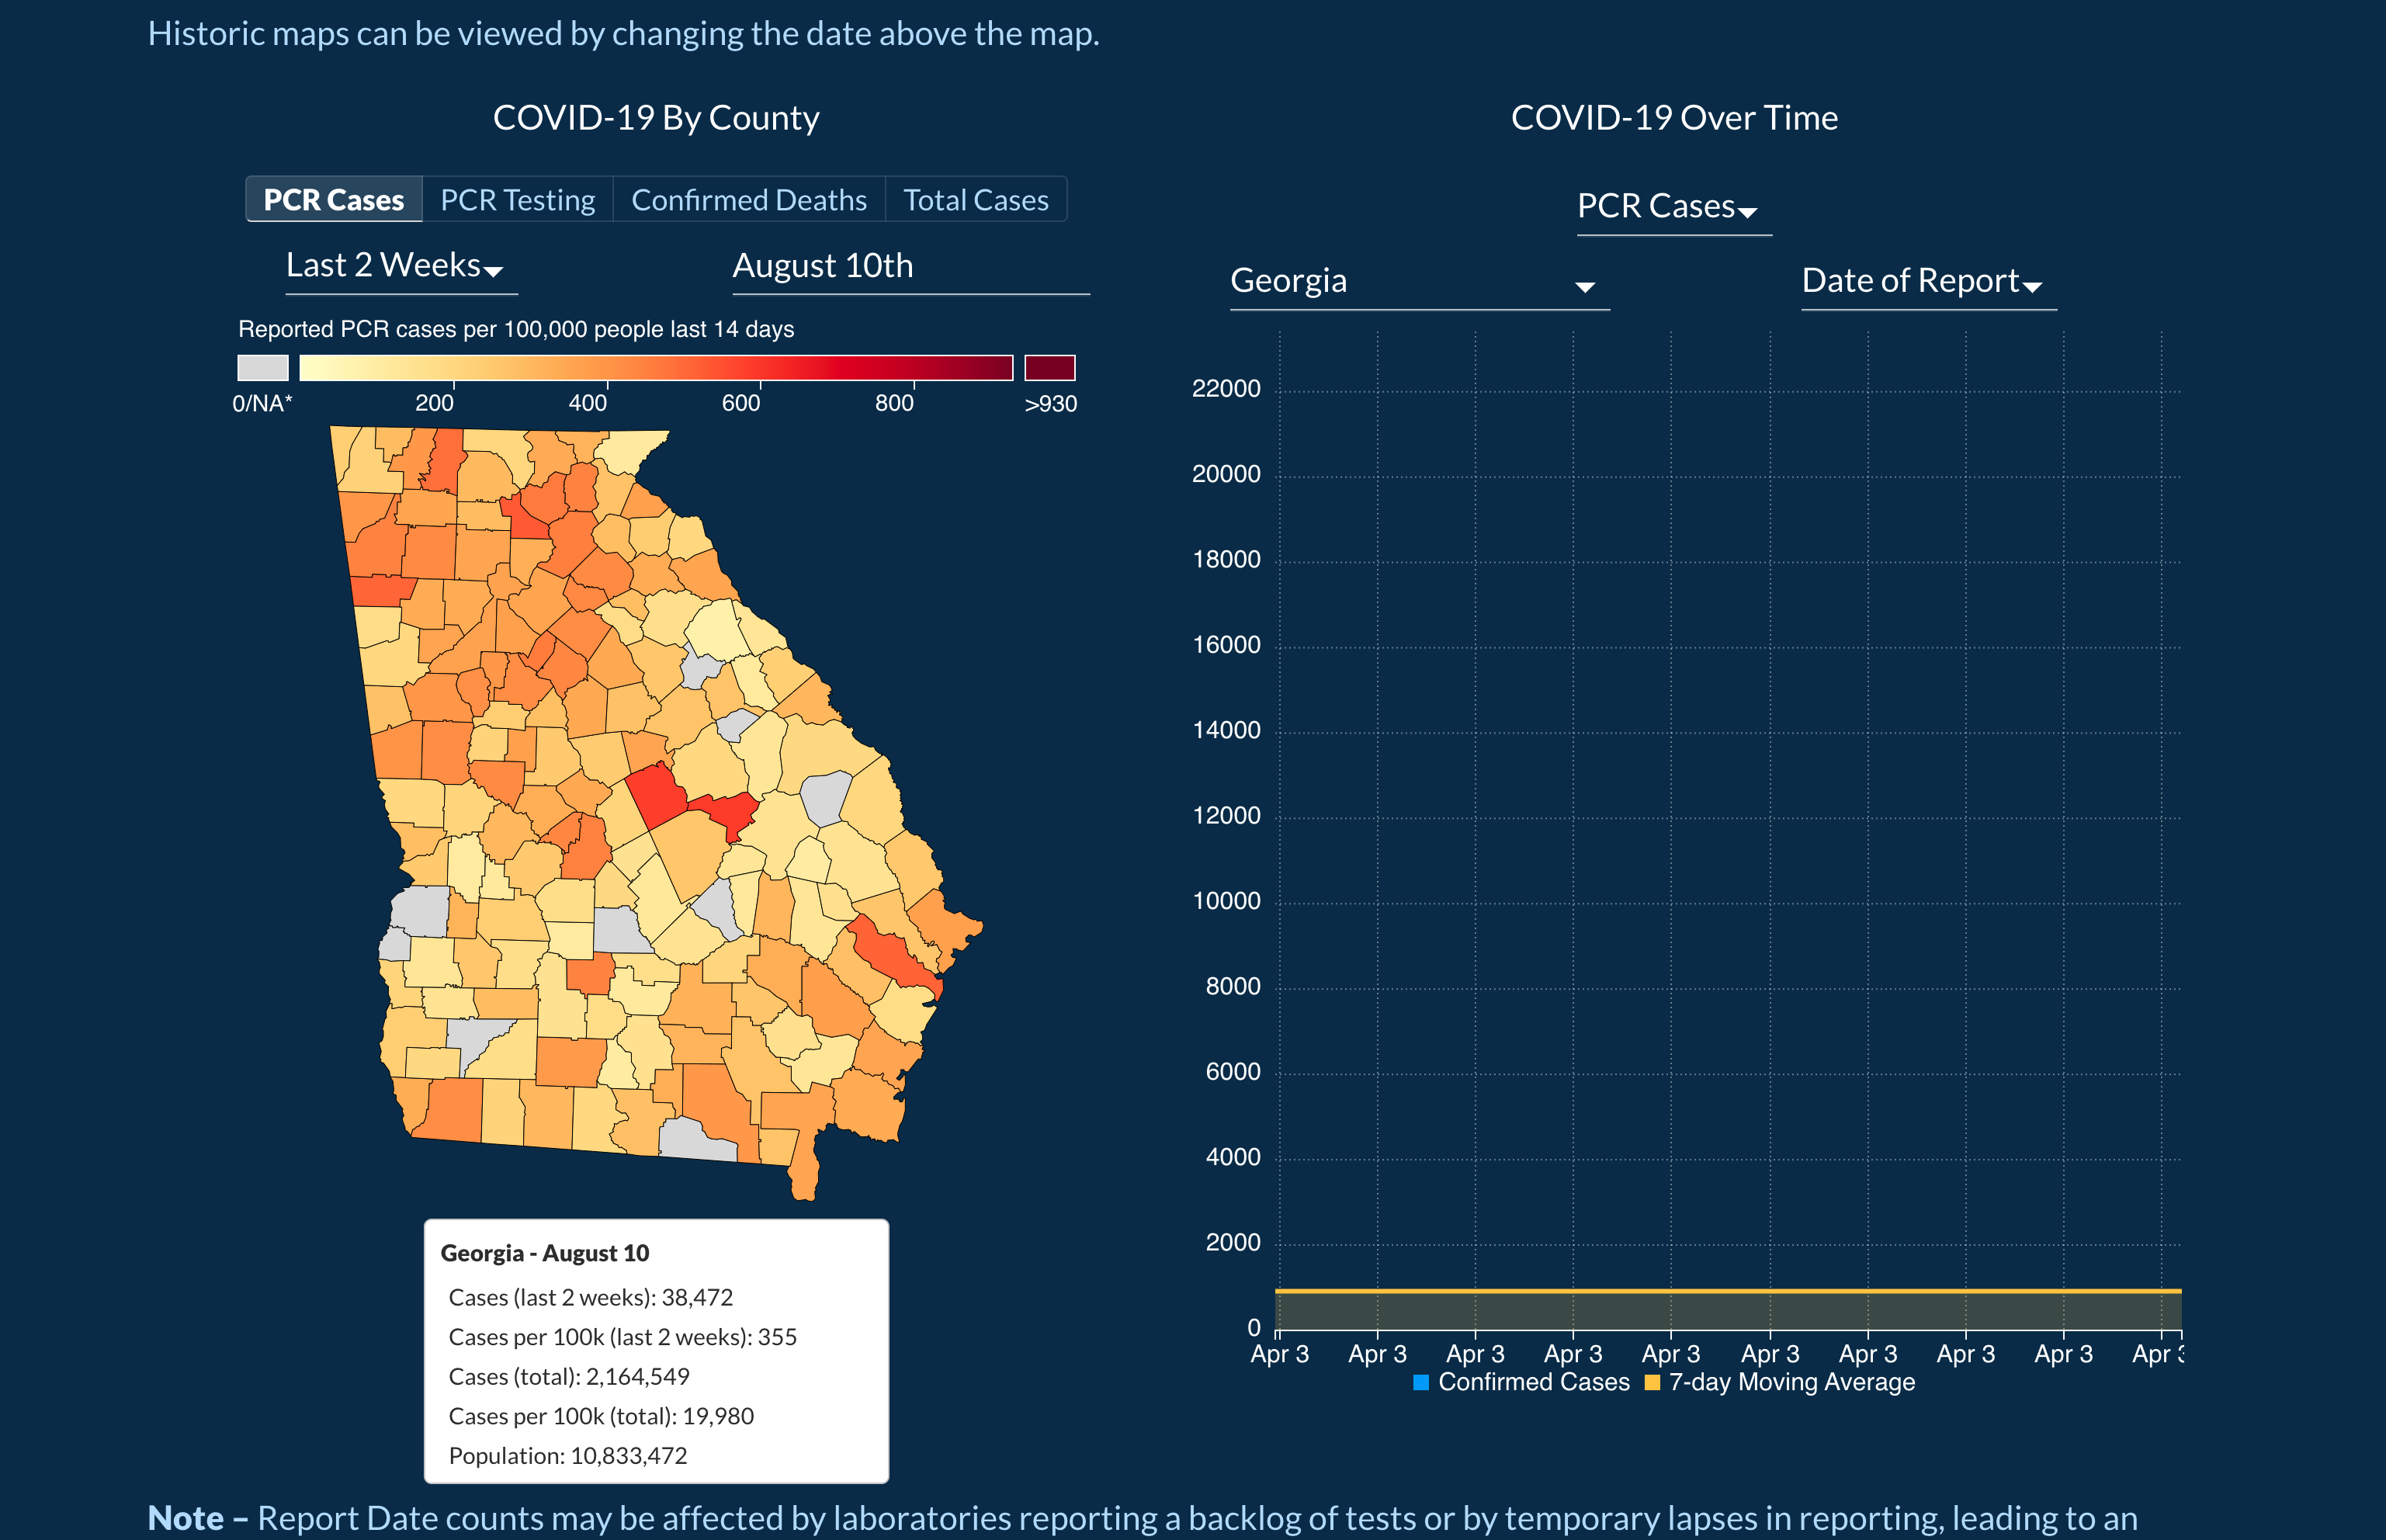 Historic maps can be viewed by changing the date above the map.
COVID-19 By County
PCR Cases PCR Testing Confirmed Deaths Total Cases
Last 2 Weeks August 10th
Reported PCR cases per 100,000 people last 14 days
0/NA* 200 400 600 800 >930
Georgia - August 10
Cases (last 2 weeks): 38,472
Cases per 100k (last 2 weeks): 355
Cases (total): 2,164,549
Cases per 100k (total): 19,980
Population: 10,833,472
COVID-19 Over Time
PCR Cases
Georgia Date of Report
22000
20000
18000
16000
14000
12000
10000
8000
6000
4000
2000
0
Apr 3 Apr 3 Apr 3 Apr 3 Apr 3 Apr 3 Apr 3 Apr 3 Apr 3 Apr 3
Confirmed Cases 7-day Moving Average
Note – Report Date counts may be affected by laboratories reporting a backlog of tests or by temporary lapses in reporting, leading to an